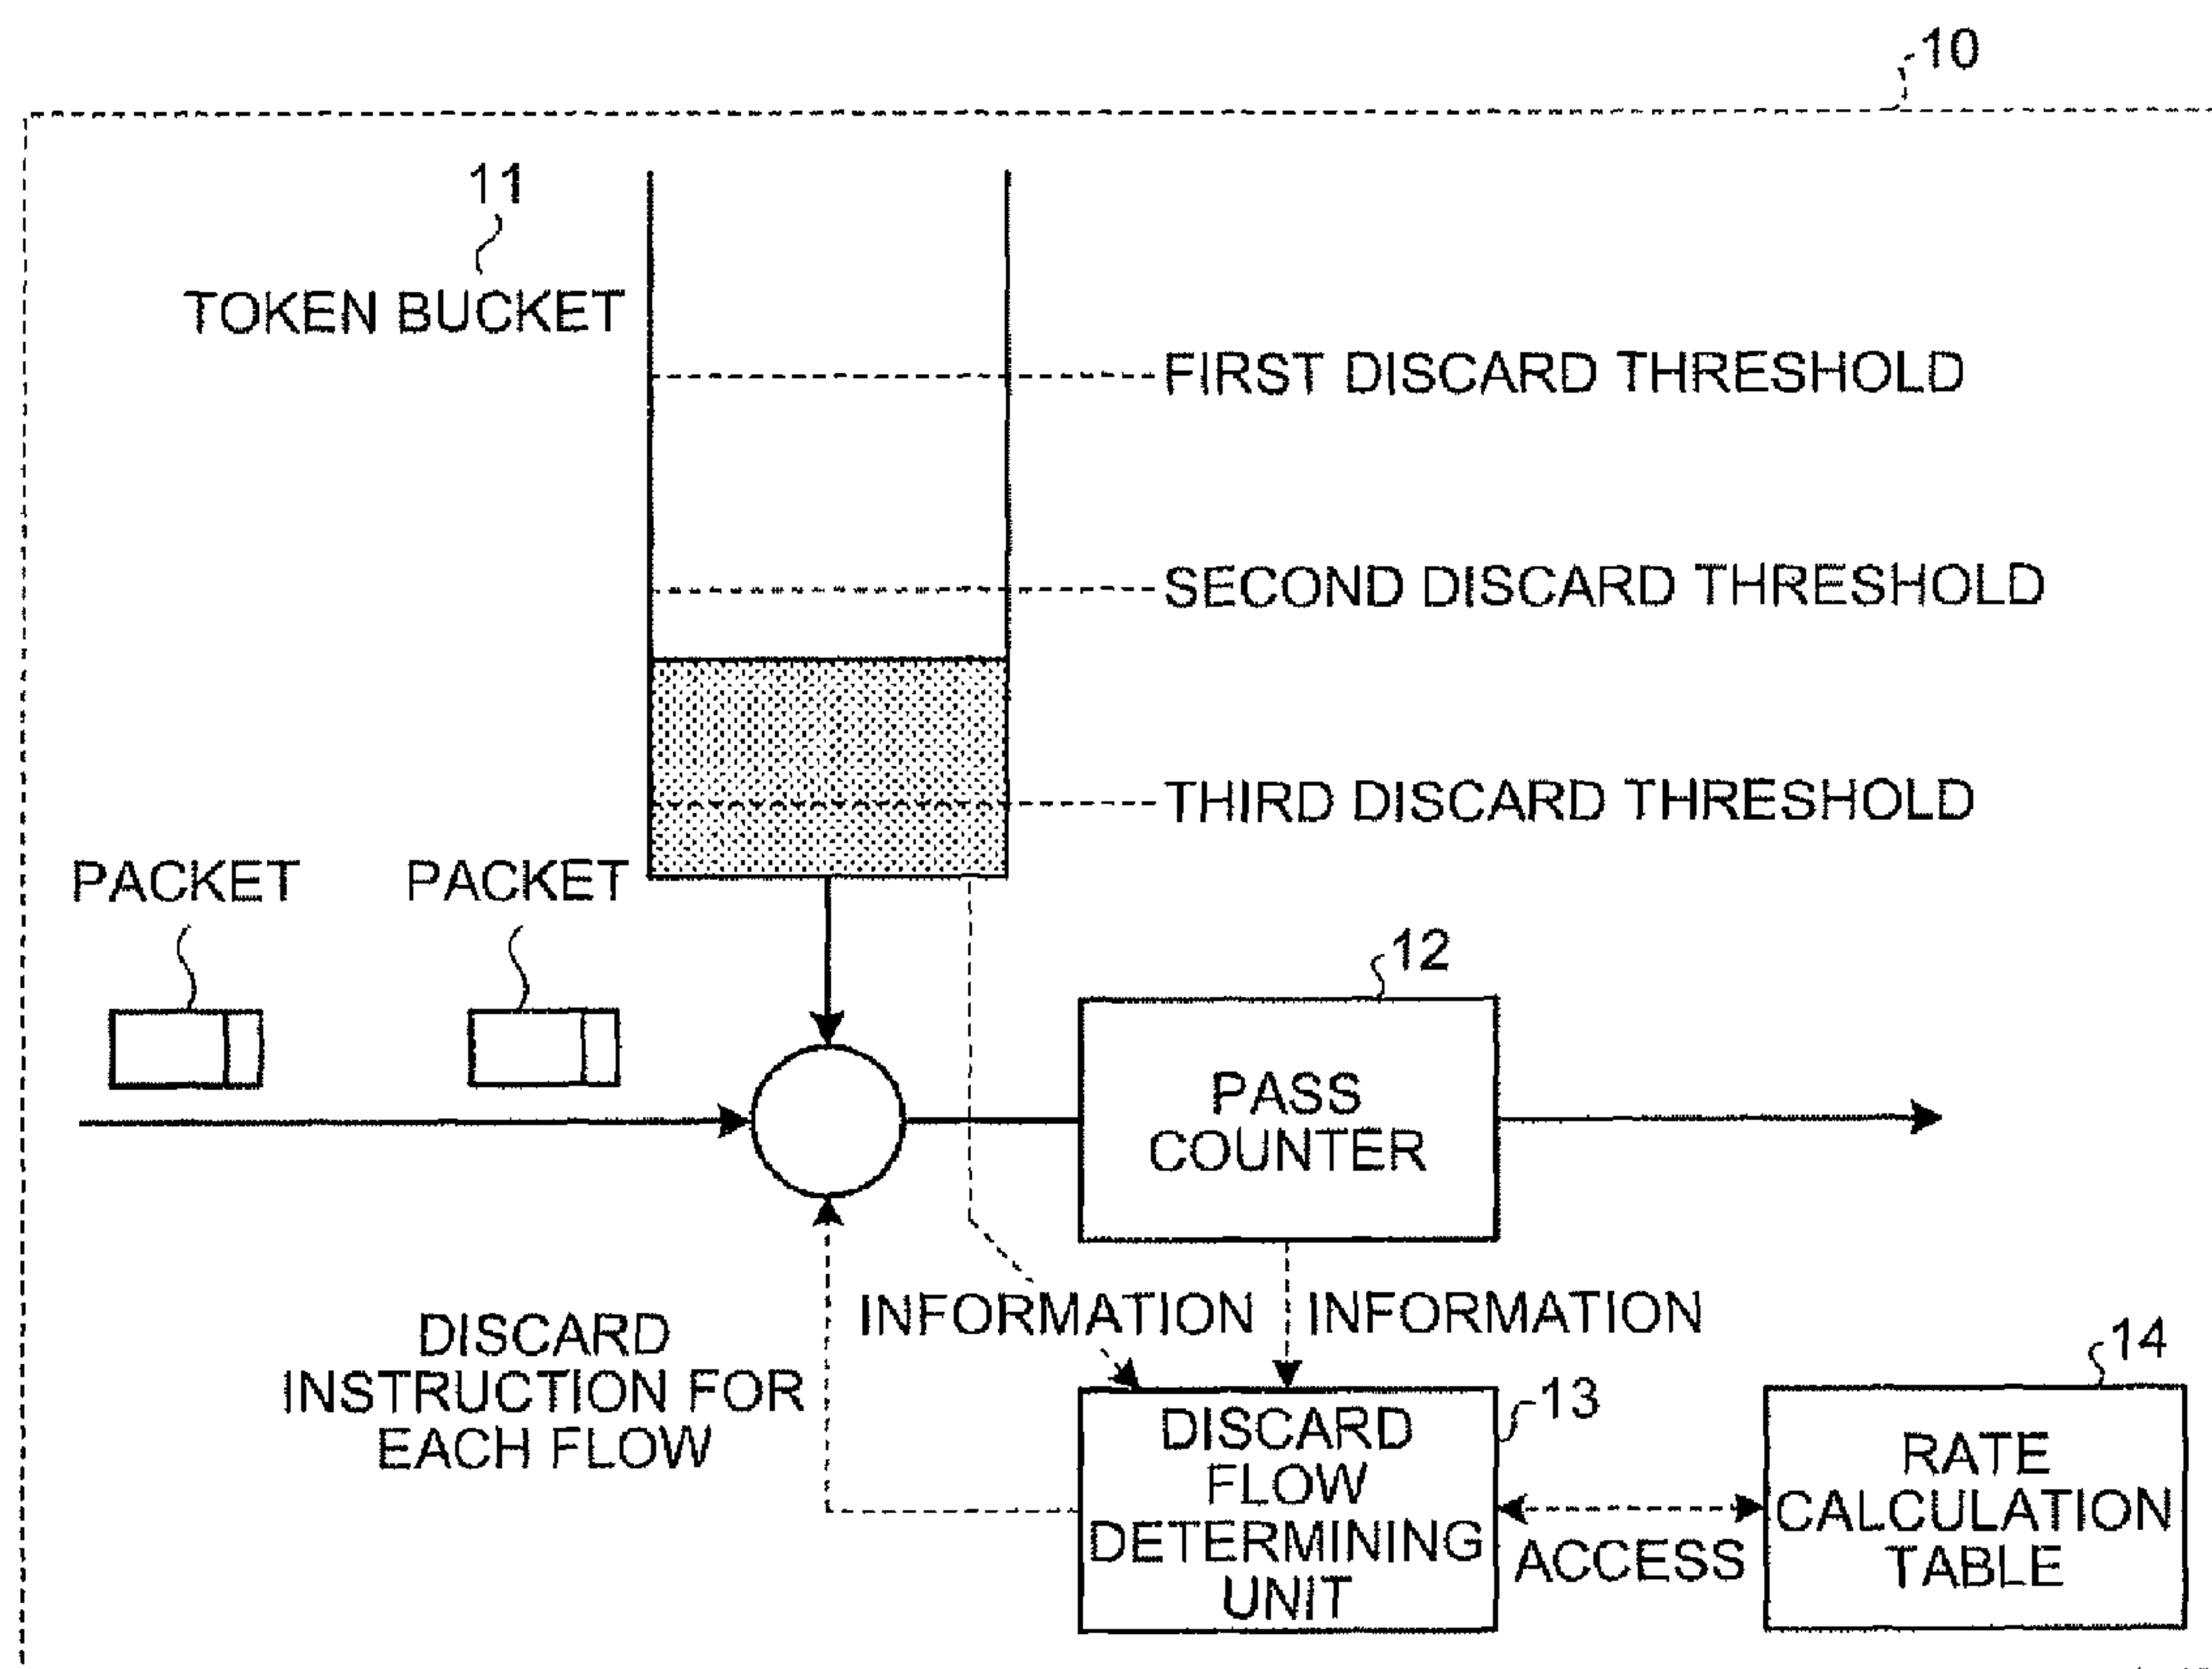 10
11
TOKEN BUCKET
FIRST DISCARD THRESHOLD
SECOND DISCARD THRESHOLD
THIRD DISCARD THRESHOLD
PACKET
PACKET
12
PASS
COUNTER
INFORMATION
INFORMATION
DISCARD
INSTRUCTION FOR
EACH FLOW
13
DISCARD
FLOW
DETERMINING
UNIT
ACCESS
14
RATE
CALCULATION
TABLE